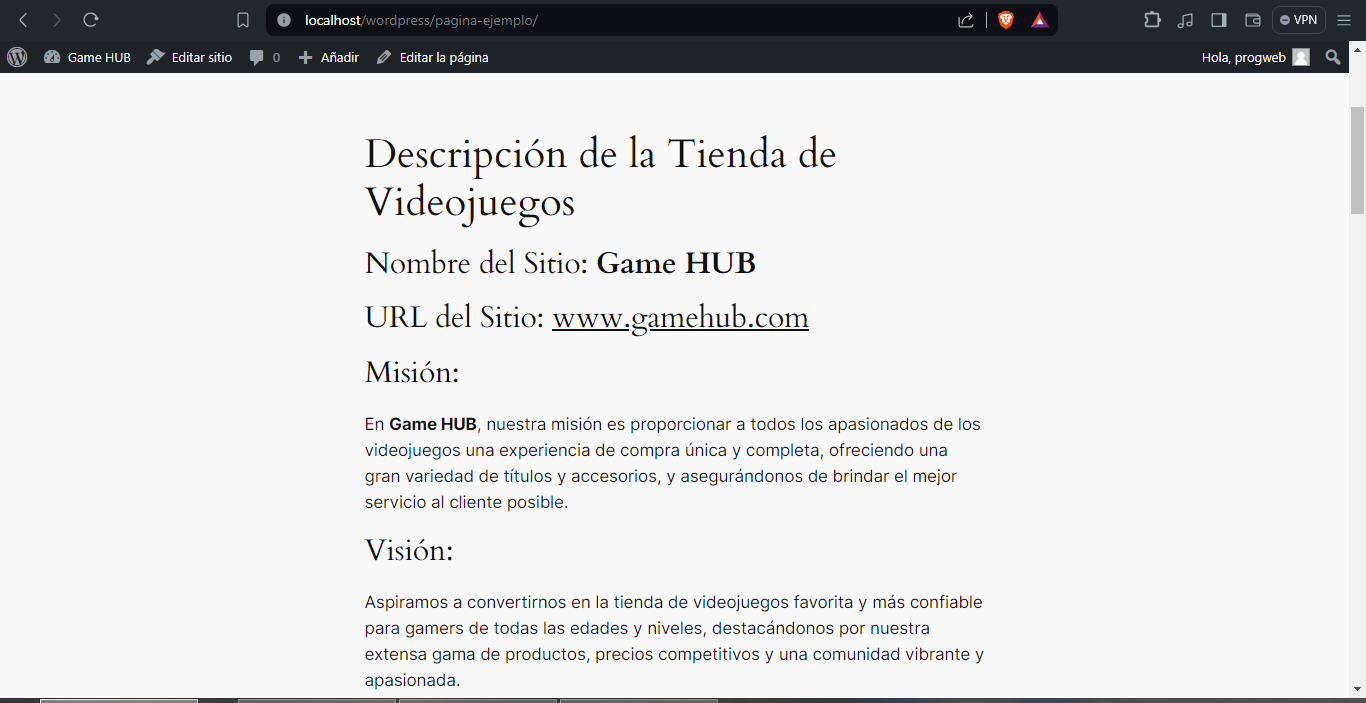 localhost/wordpress/pagina-ejemplo/
VPN
Game HUB
Editar sitio
0
Añadir
Editar la página
Hola, progweb
Descripción de la Tienda de
Videojuegos
Nombre del Sitio: Game HUB
URL del Sitio: www.gamehub.com
Misión:
En Game HUB, nuestra misión es proporcionar a todos los apasionados de los
videojuegos una experiencia de compra única y completa, ofreciendo una
gran variedad de títulos y accesorios, y asegurándonos de brindar el mejor
servicio al cliente posible.
Visión:
Aspiramos a convertirnos en la tienda de videojuegos favorita y más confiable
para gamers de todas las edades y niveles, destacándonos por nuestra
extensa gama de productos, precios competitivos y una comunidad vibrante y
apasionada.